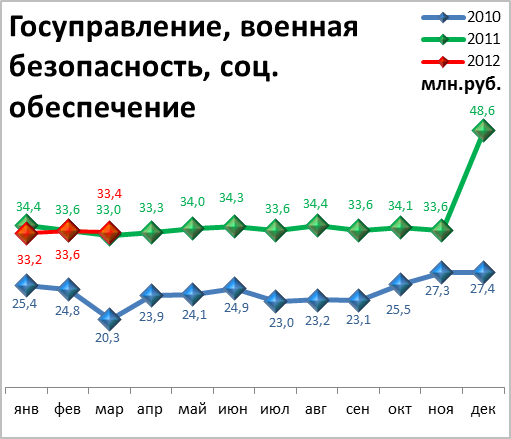 Госуправление, военная
безопасность, соц.
обеспечение
2010
2011
2012
млн.руб.
48,6
34,4 33,6 33,4 33,0 33,3 34,0 34,3 33,6 34,4 33,6 34,1 33,6
33,2 33,6
25,4 24,8 20,3 23,9 24,1 24,9 23,0 23,2 23,1 25,5 27,3 27,4
янв фев мар апр май июн июл авг сен окт ноя дек